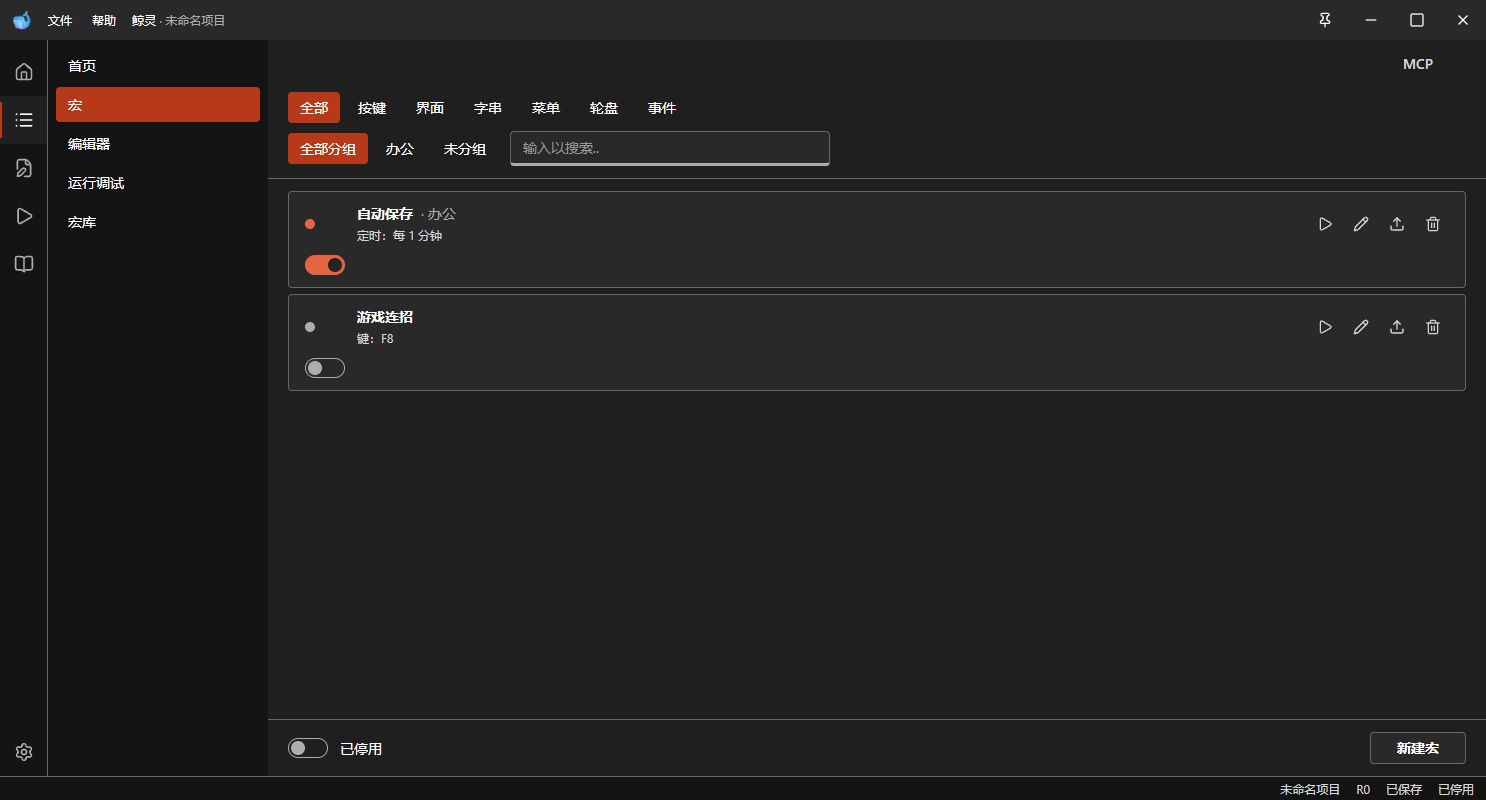 文件 帮助 鲸灵 · 未命名项目
首页
宏
编辑器
运行调试
宏库
MCP
全部 按键 界面 字串 菜单 轮盘 事件
全部分组 办公 未分组 输入以搜索..
自动保存 · 办公
定时：每 1 分钟
游戏连招
键：F8
已停用 新建宏
未命名项目 R0 已保存 已停用